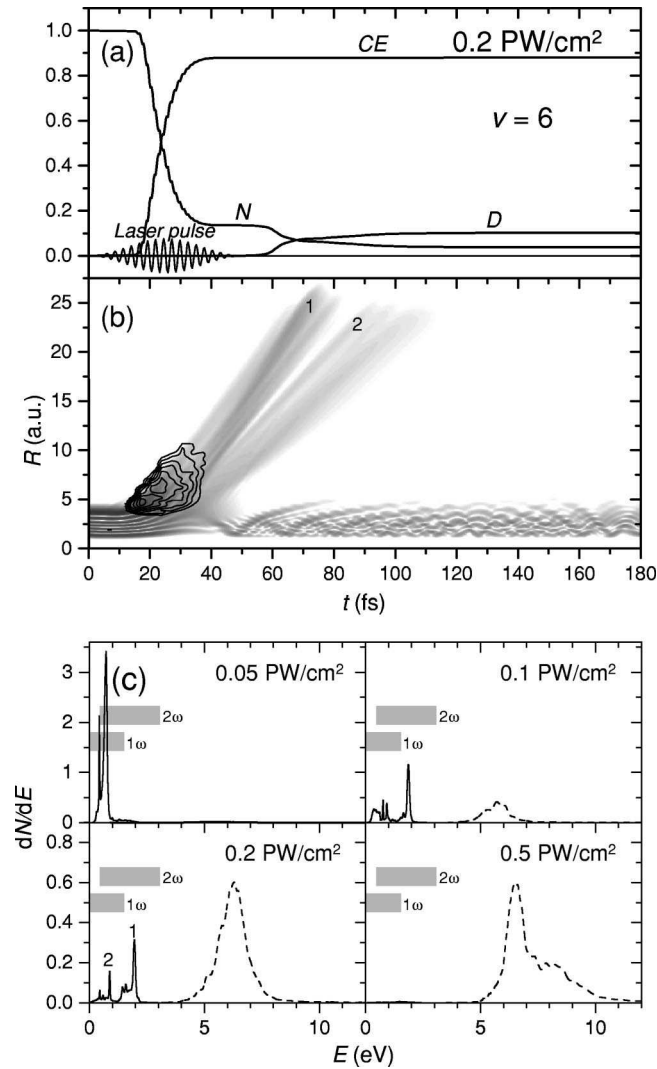 1.0
0.8
0.6
0.4
0.2
0.0
(a)
CE
0.2 PW/cm²
v = 6
N
D
Laser pulse
25
20
15
10
5
0
R (a.u.)
(b)
1
2
0 20 40 60 80 100 120 140 160 180
t (fs)
3
2
1
0
(c)
0.05 PW/cm²
2ω
1ω
0.1 PW/cm²
2ω
1ω
dN/dE
0.6
0.4
0.2
0.0
0.2 PW/cm²
2ω
1ω
2
1
0.5 PW/cm²
2ω
1ω
0 5 10 0 5 10
E (eV)